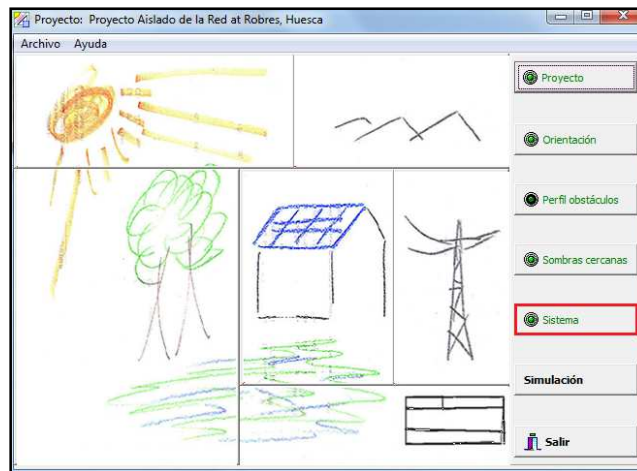 Proyecto: Proyecto Aislado de la Red at Robres, Huesca
Archivo Ayuda
Proyecto
Orientación
Perfil obstáculos
Sombras cercanas
Sistema
Simulación
Salir